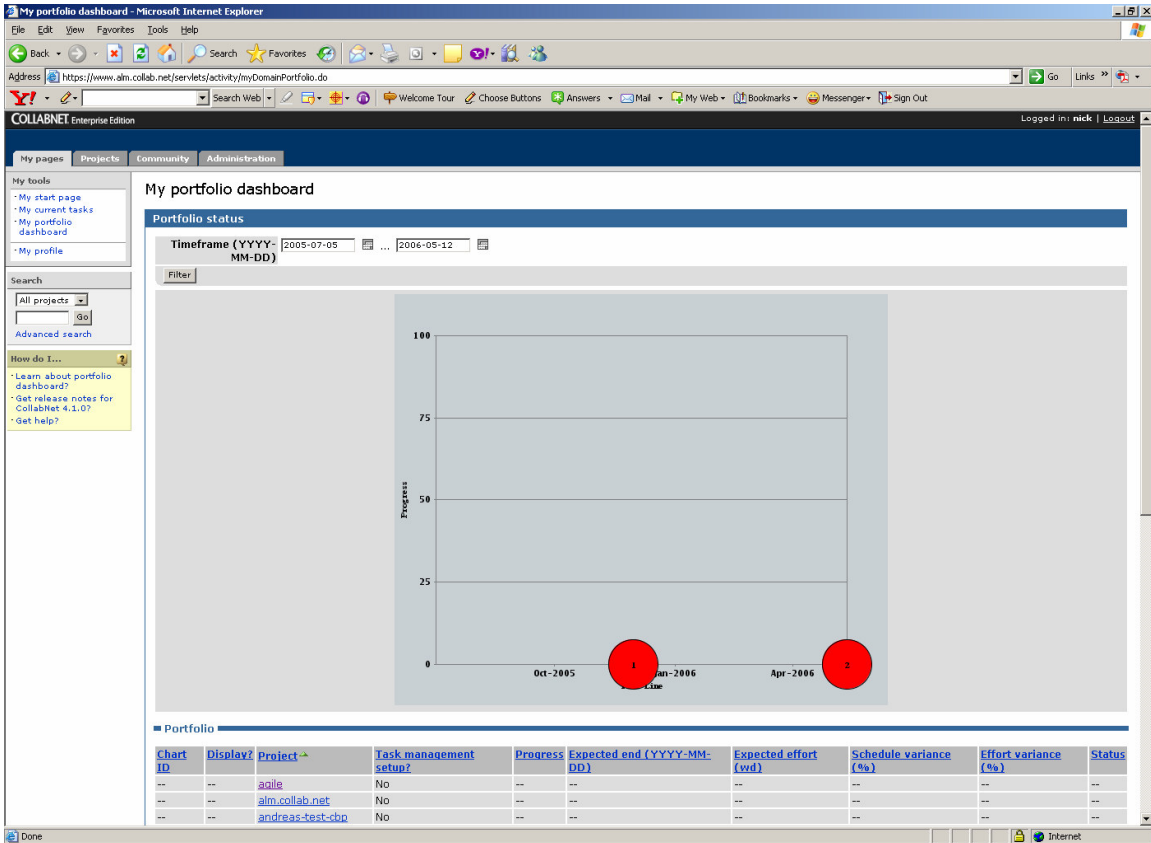 My portfolio dashboard - Microsoft Internet Explorer
File Edit View Favorites Tools Help
Back Search Favorites
Address https://www.alm.collab.net/servlets/activity/myDomainPortfolio.do Go Links »
Y! Search Web Welcome Tour Choose Buttons Answers Mail My Web Bookmarks Messenger Sign Out
COLLABNET Enterprise Edition Logged in: nick | Logout
My pages Projects Community Administration
My tools
My start page
My current tasks
My portfolio
dashboard
My profile
Search
All projects
Go
Advanced search
How do I... ?
Learn about portfolio
dashboard?
Get release notes for
CollabNet 4.1.0?
Get help?
My portfolio dashboard
Portfolio status
Timeframe (YYYY-
MM-DD)
2005-07-05 ... 2006-05-12
Filter
100
75
50
25
0
Progress
1 2
Oct-2005 an-2006 Apr-2006
Line
Portfolio
Chart
ID
Display?
Project
Task management
setup?
Progress
Expected end (YYYY-MM-
DD)
Expected effort
(wd)
Schedule variance
(%)
Effort variance
(%)
Status
-- -- agile No -- -- -- -- -- --
-- -- alm.collab.net No -- -- -- -- -- --
-- -- andreas-test-cbp No -- -- -- -- -- --
Done Internet